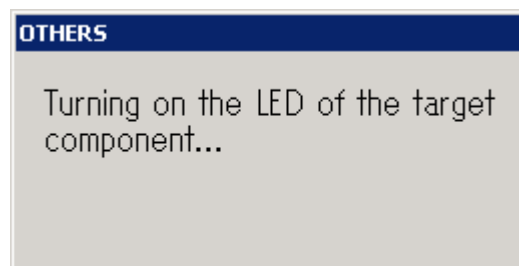 OTHERS
Turning on the LED of the target
component...